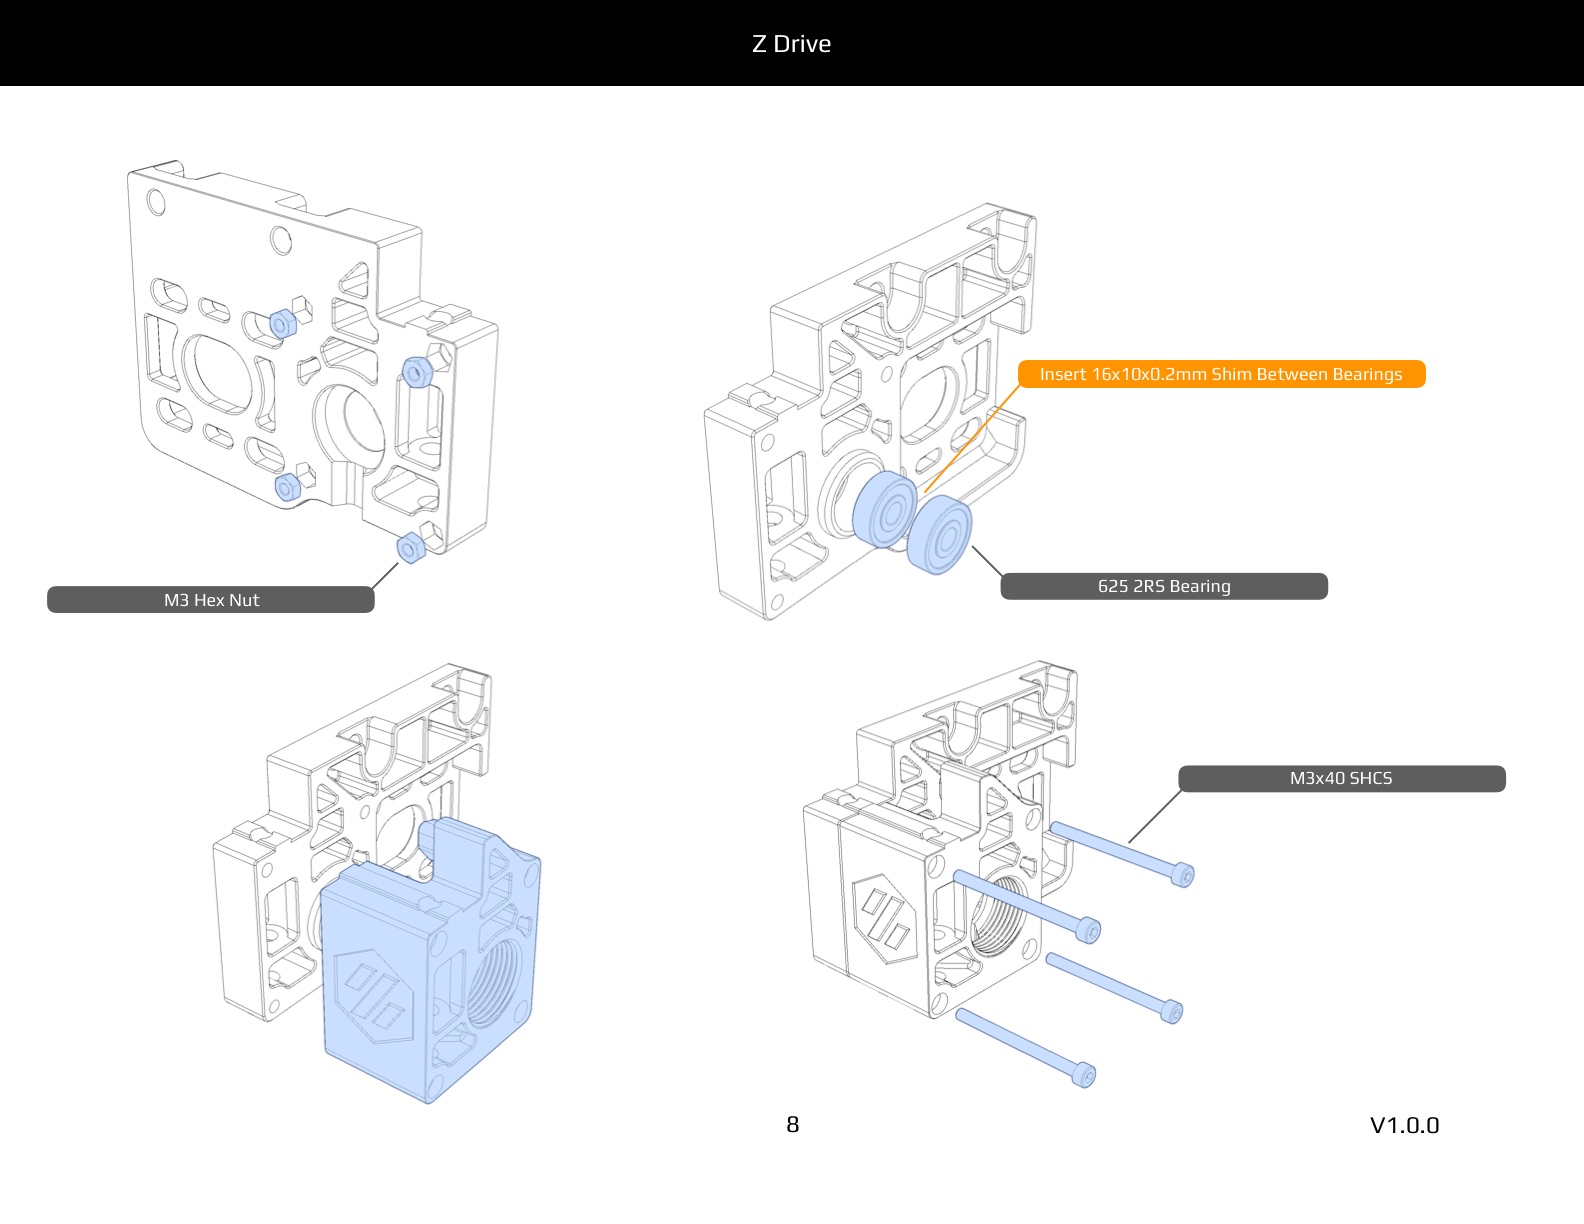 Z Drive
Insert 16x10x0.2mm Shim Between Bearings
M3 Hex Nut
625 2RS Bearing
M3x40 SHCS
8
V1.0.0